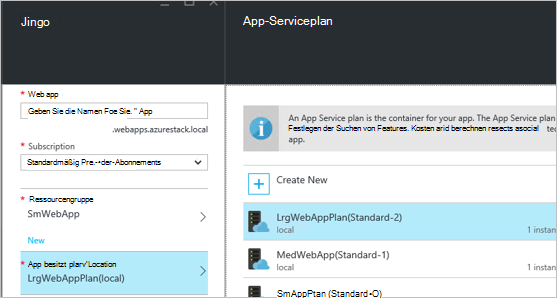 Jingo
App-Serviceplan
* Web app
Geben Sie die Namen Foe Sie. " App
.webapps.azurestack.local
* Subscription
Standardmäßig Pre.-•der-Abonnements
* Ressourcengruppe
SmWebApp
New
* App besitzt planv'Location
LrgWebAppPlan(local)
An App Service plan is the container for your app. The App Service plan
Festlegen der Suchen von Features. Kosten arid berechnen resects asocial tec
app.
Create New
LrgWebAppPlan(Standard-2)
local 1 instan
MedWebApp(Standard-1)
local 1 instan
SmAppPtan (Standard•O)